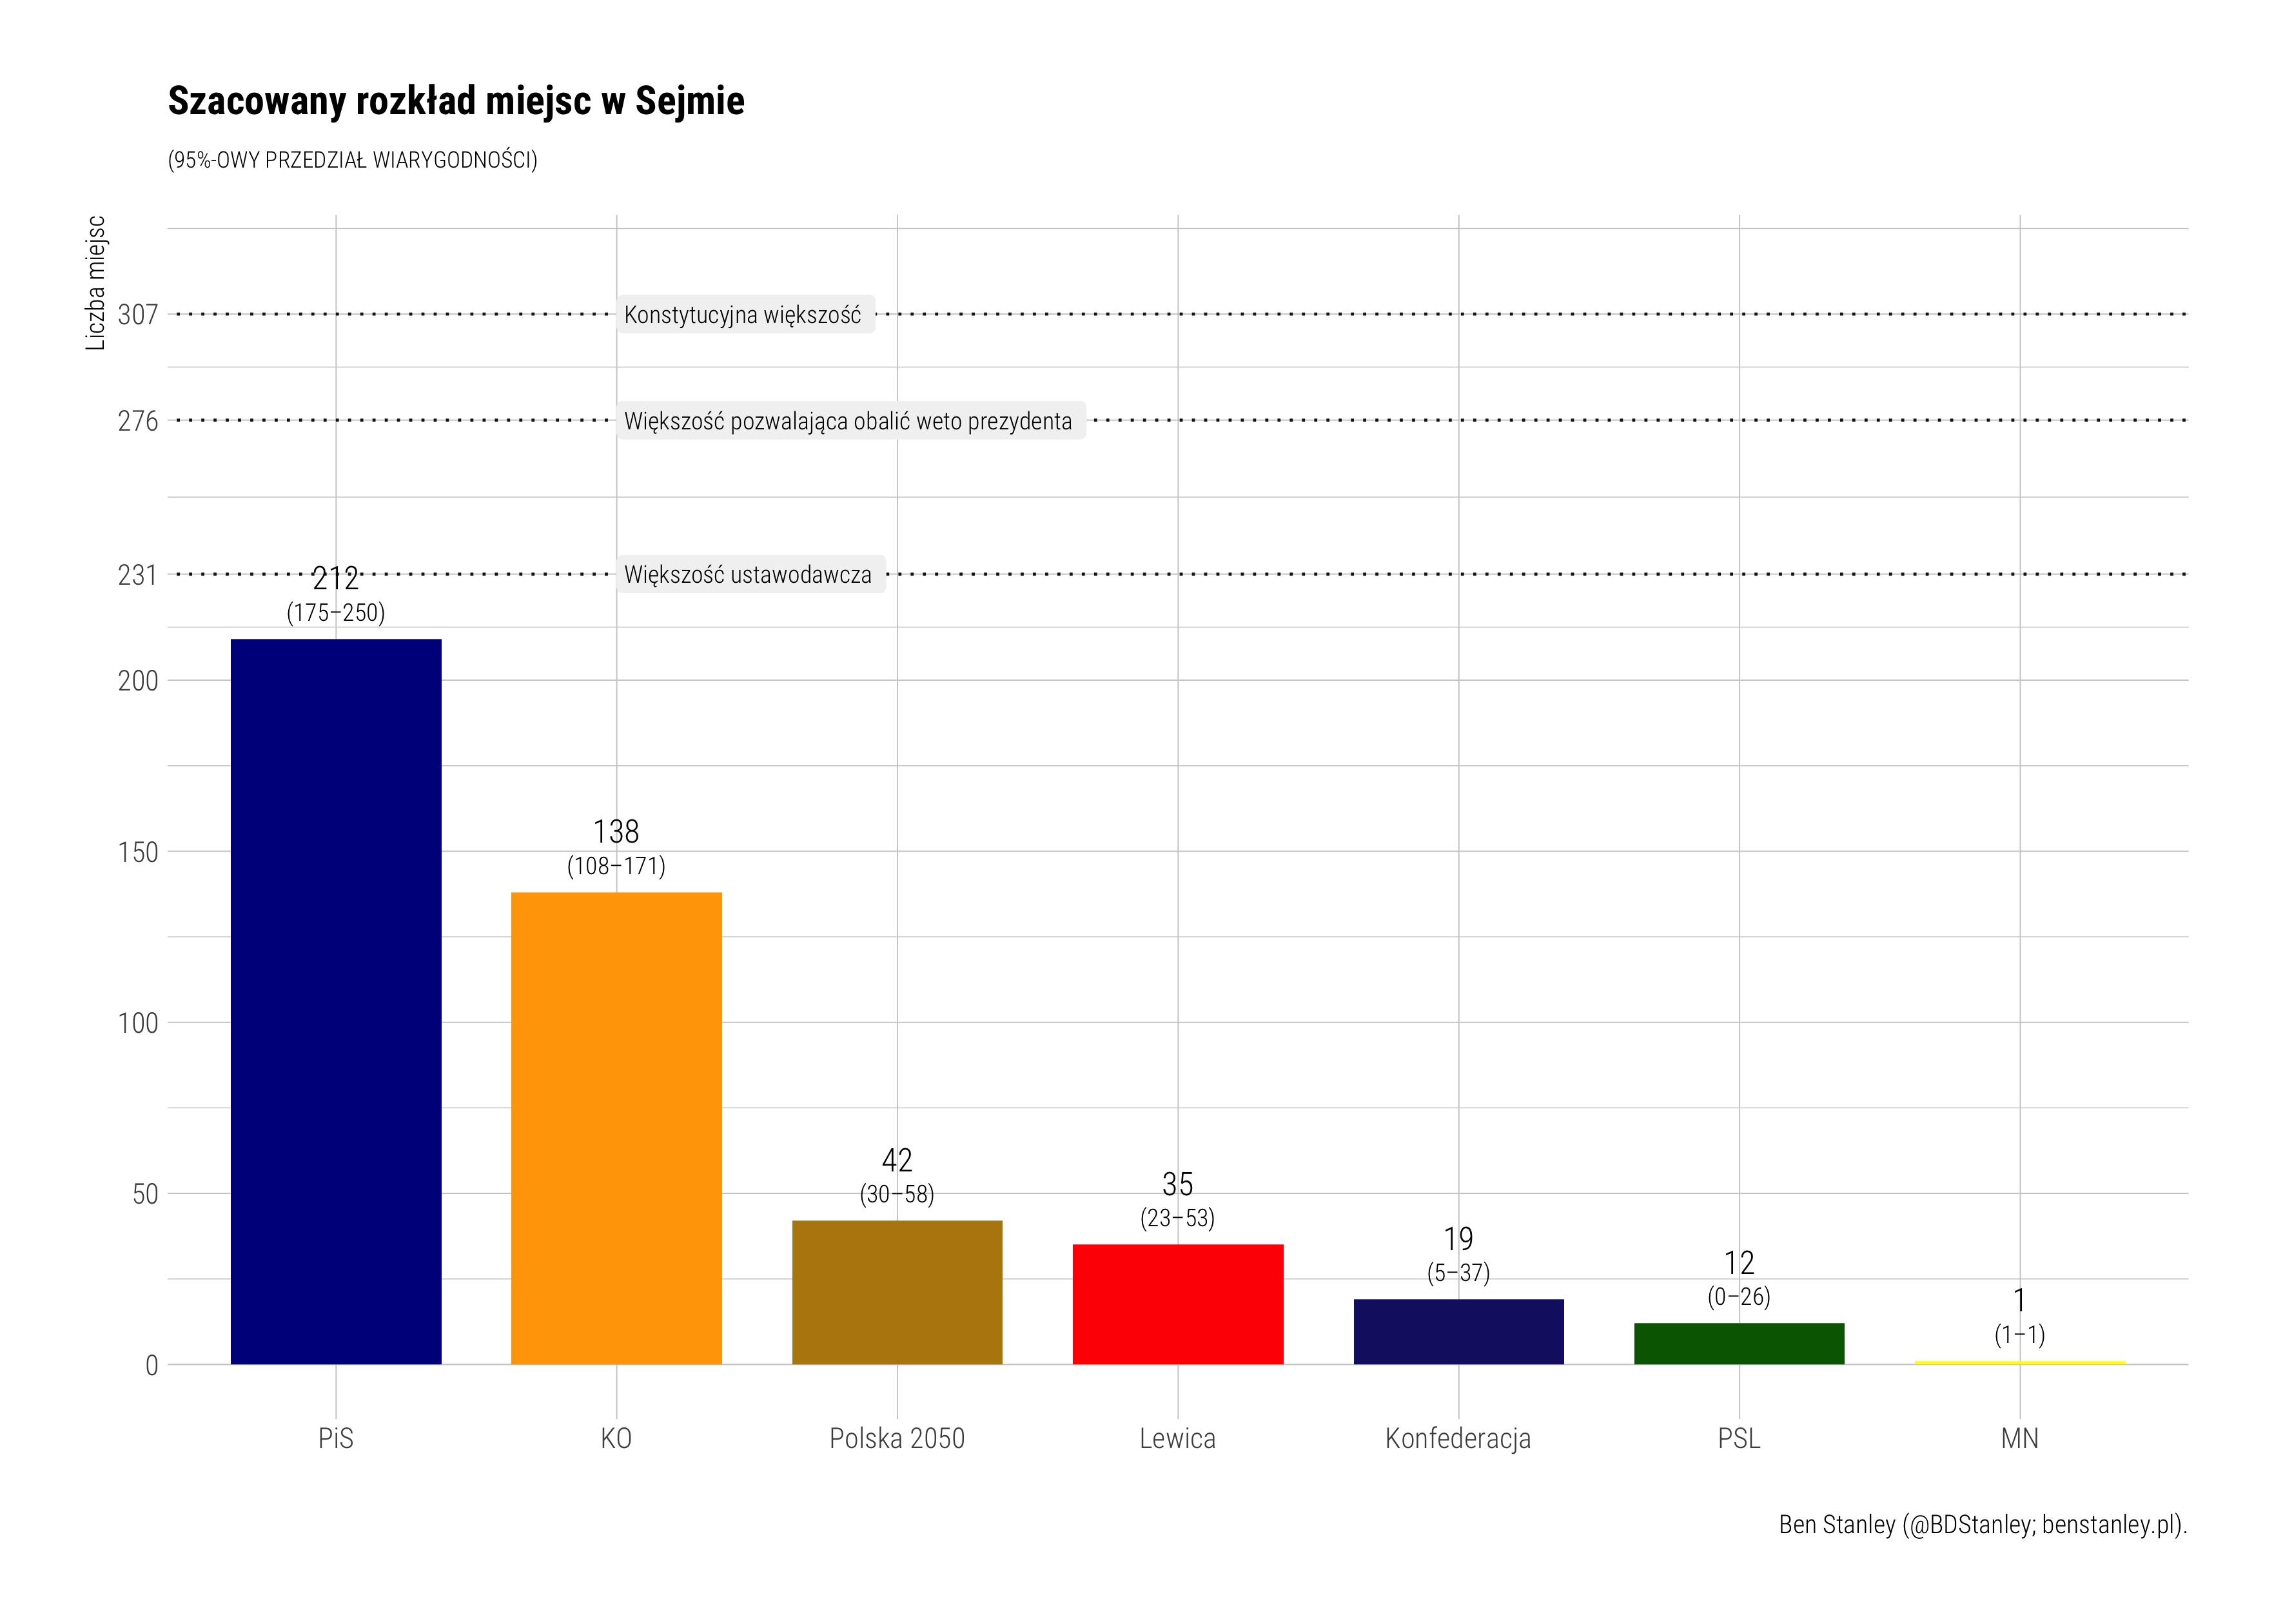 Szacowany rozkład miejsc w Sejmie
(95%-OWY PRZEDZIAŁ WIARYGODNOŚCI)
Liczba miejsc
307
Konstytucyjna większość
276
Większość pozwalająca obalić weto prezydenta
231
Większość ustawodawcza
212
(175–250)
200
150
138
(108–171)
100
50
42
(30–58)
35
(23–53)
19
(5–37)
12
(0–26)
1
(1–1)
0
PiS
KO
Polska 2050
Lewica
Konfederacja
PSL
MN
Ben Stanley (@BDStanley; benstanley.pl).